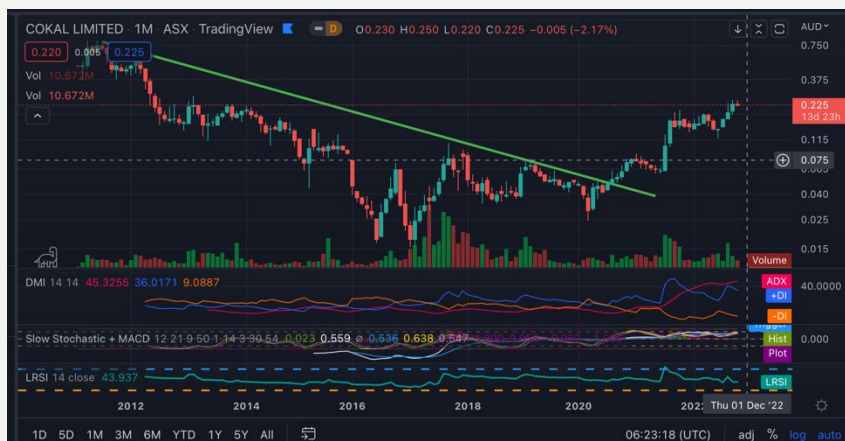 COKAL LIMITED · 1M · ASX · TradingView D O0.230 H0.250 L0.220 C0.225 −0.005 (−2.17%) AUD
0.220 0.005 0.225 0.750
Vol 10.672M 0.375
Vol 10.672M
0.225
13d 23h
0.115
0.075
0.040
0.025
0.015
Volume
DMI 14 14 45.3255 36.0171 9.0887 ADX
40.0000
+DI
-DI
Slow Stochastic + MACD 12 21 9 50 1 14 3 30 54 0.023 0.559 ø 0.536 0.638 0.547 Hist 0.000
Plot
LRSI 14 close 43.937 LRSI
2012 2014 2016 2018 2020 Thu 01 Dec '22
1D 5D 1M 3M 6M YTD 1Y 5Y All 06:23:18 (UTC) adj % log auto